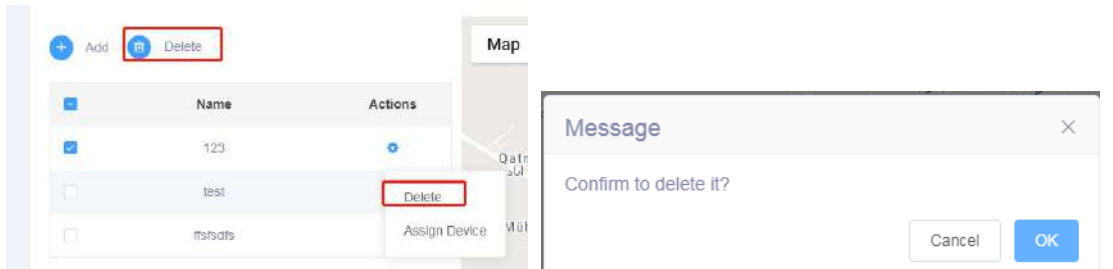 Add Delete
Map
Name Actions
123
test
Delete
Assign Device
ffsfsdfs
Message
Confirm to delete it?
Cancel OK